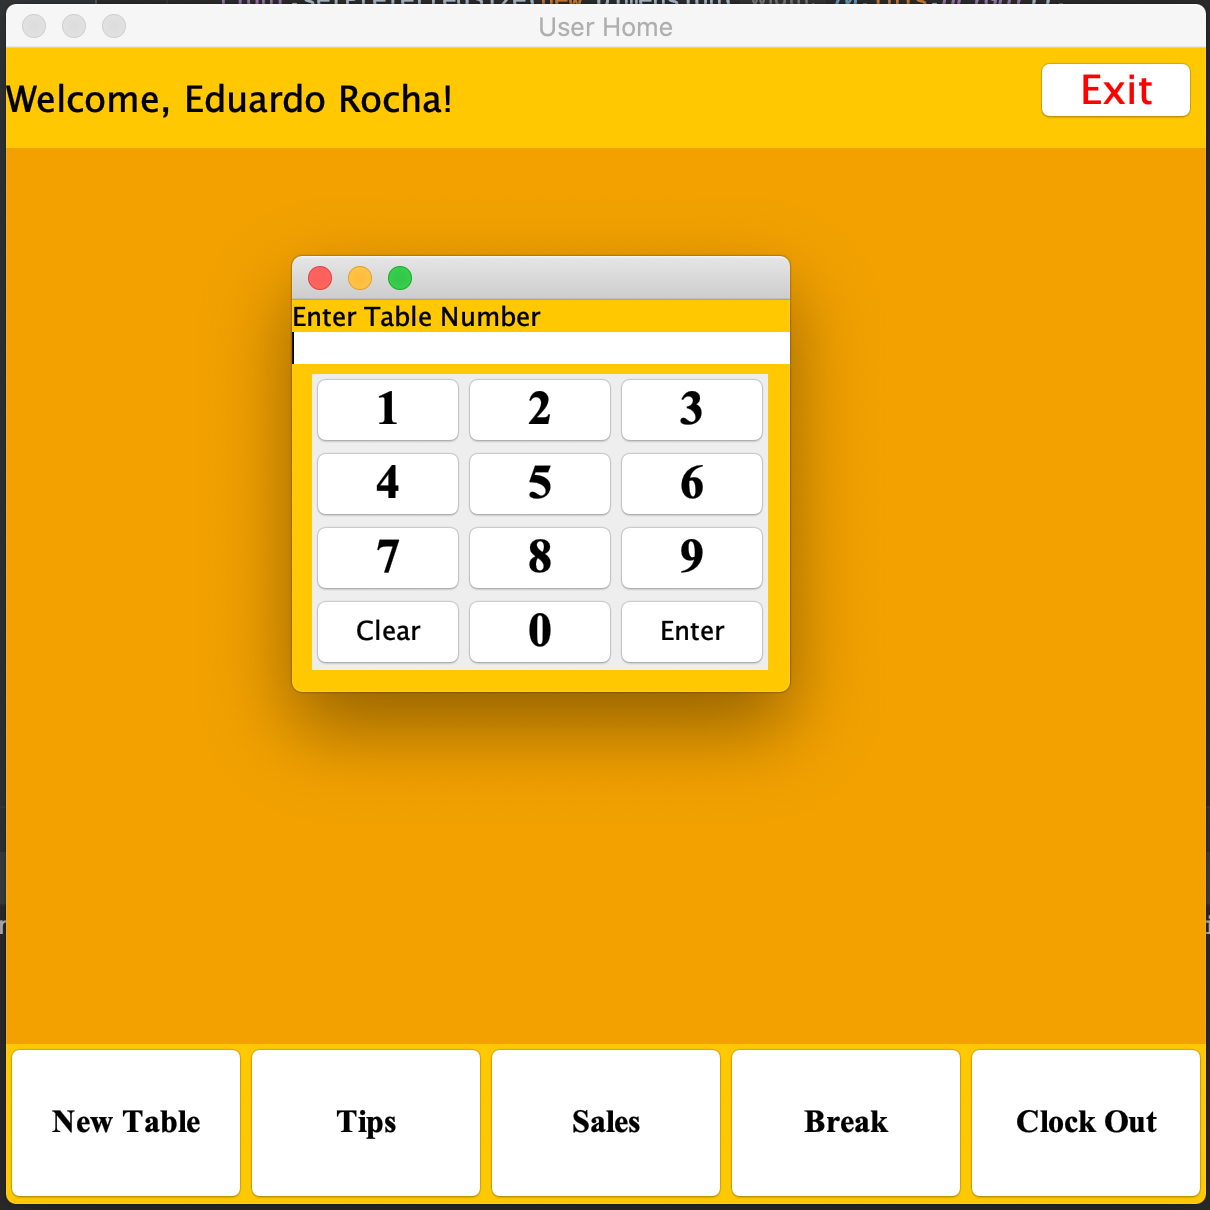 User Home
Welcome, Eduardo Rocha!
Exit
Enter Table Number
1 2 3
4 5 6
7 8 9
Clear 0 Enter
New Table Tips Sales Break Clock Out